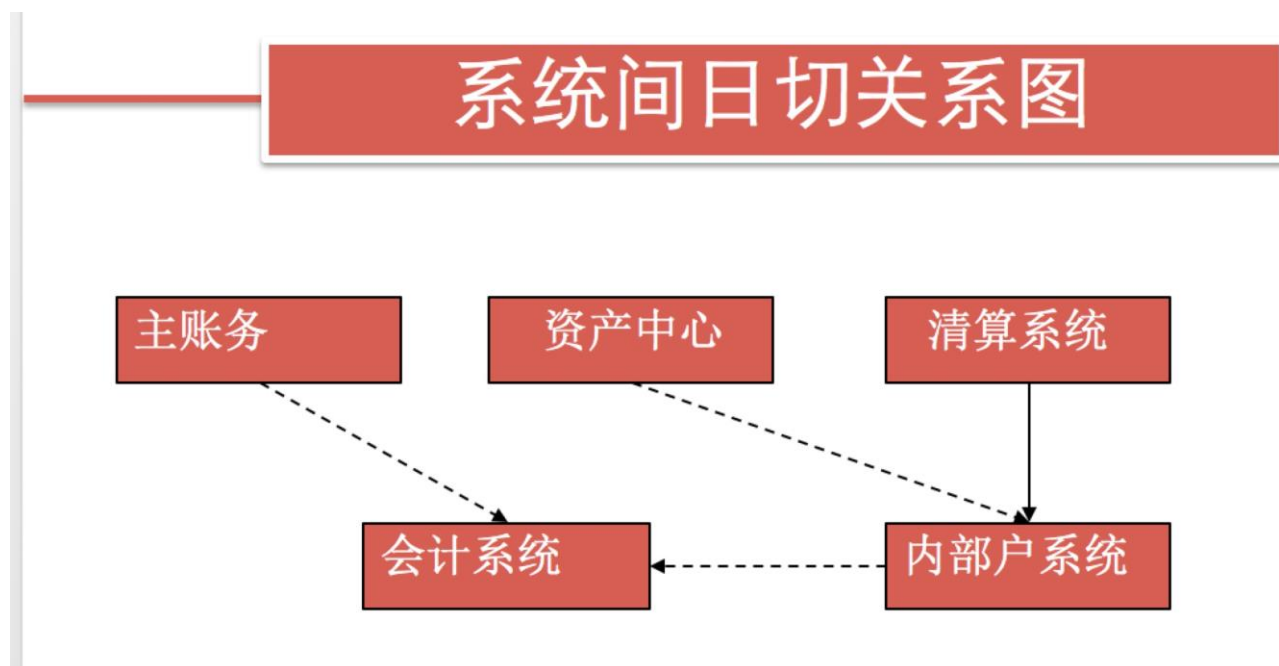 系统间日切关系图
主账务
资产中心
清算系统
会计系统
内部户系统